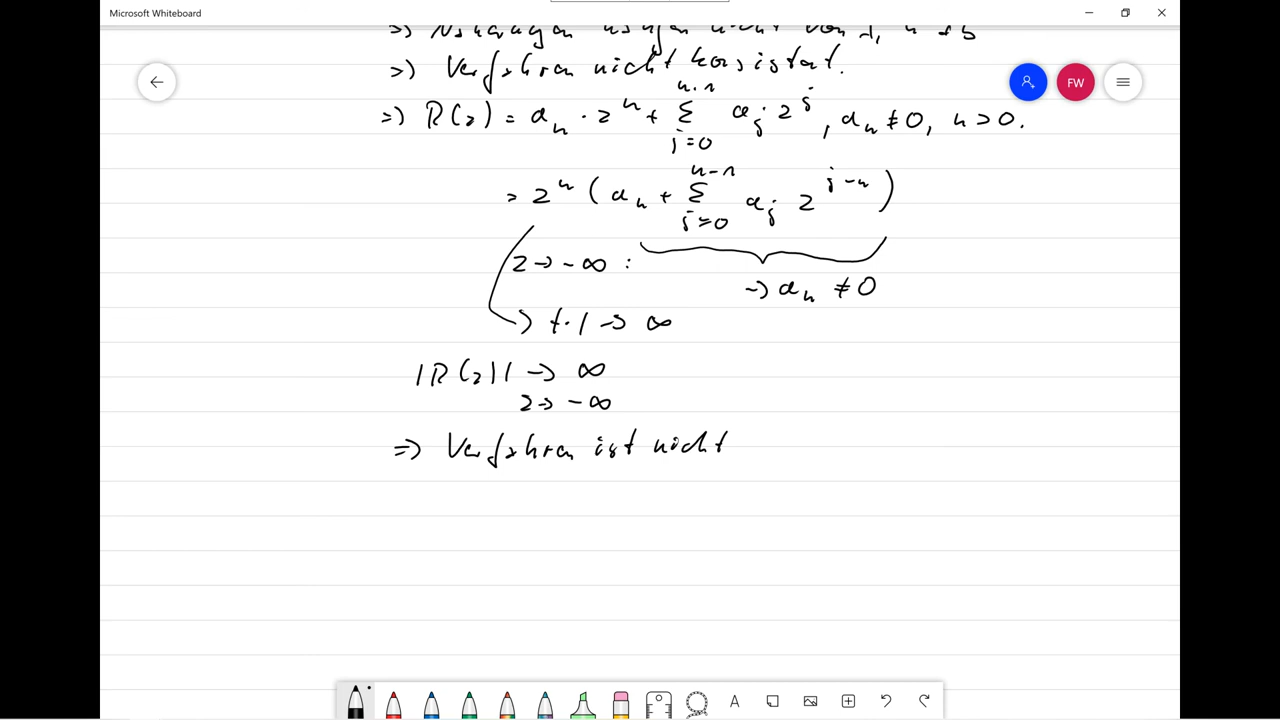 Microsoft Whiteboard
=> Verfahren nicht konsistent.
FW
=> R(z) = α_n · z^n + Σ_{j=0}^{n-1} α_j z^j, α_n ≠ 0, n > 0.
= z^n ( α_n + Σ_{j=0}^{n-1} α_j z^{j-n} )
z → -∞ :
→ α_n ≠ 0
→ |·| → ∞
|R(z)| → ∞
z → -∞
=> Verfahren ist nicht